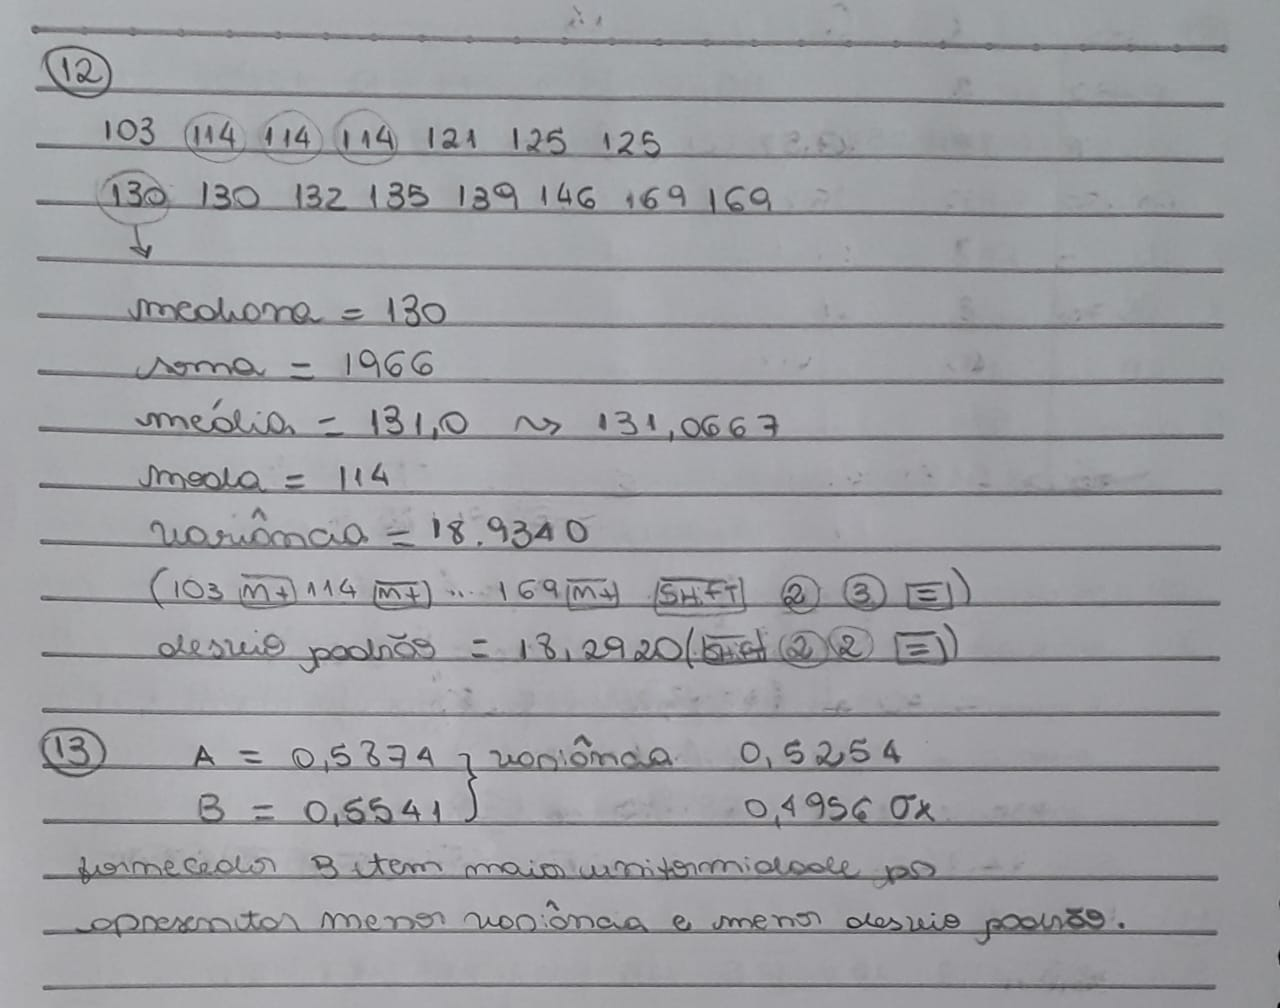 12
103 114 114 114 121 125 125
130 130 132 135 139 146 169 169
↓
mediana = 130
soma = 1966
média = 131,0 ~> 131,0667
moda = 114
variância = 18.9340
(103 M+ 114 M+ ... 169 M+ SHIFT 2 3 =)
desvio padrão = 18,2920 (Shift 2 2 =)
13 A = 0,5874 } variância 0,5254
B = 0,5541 0,4956 σx
fornecedor B tem maior uniformidade por
apresentar menor variância e menor desvio padrão.